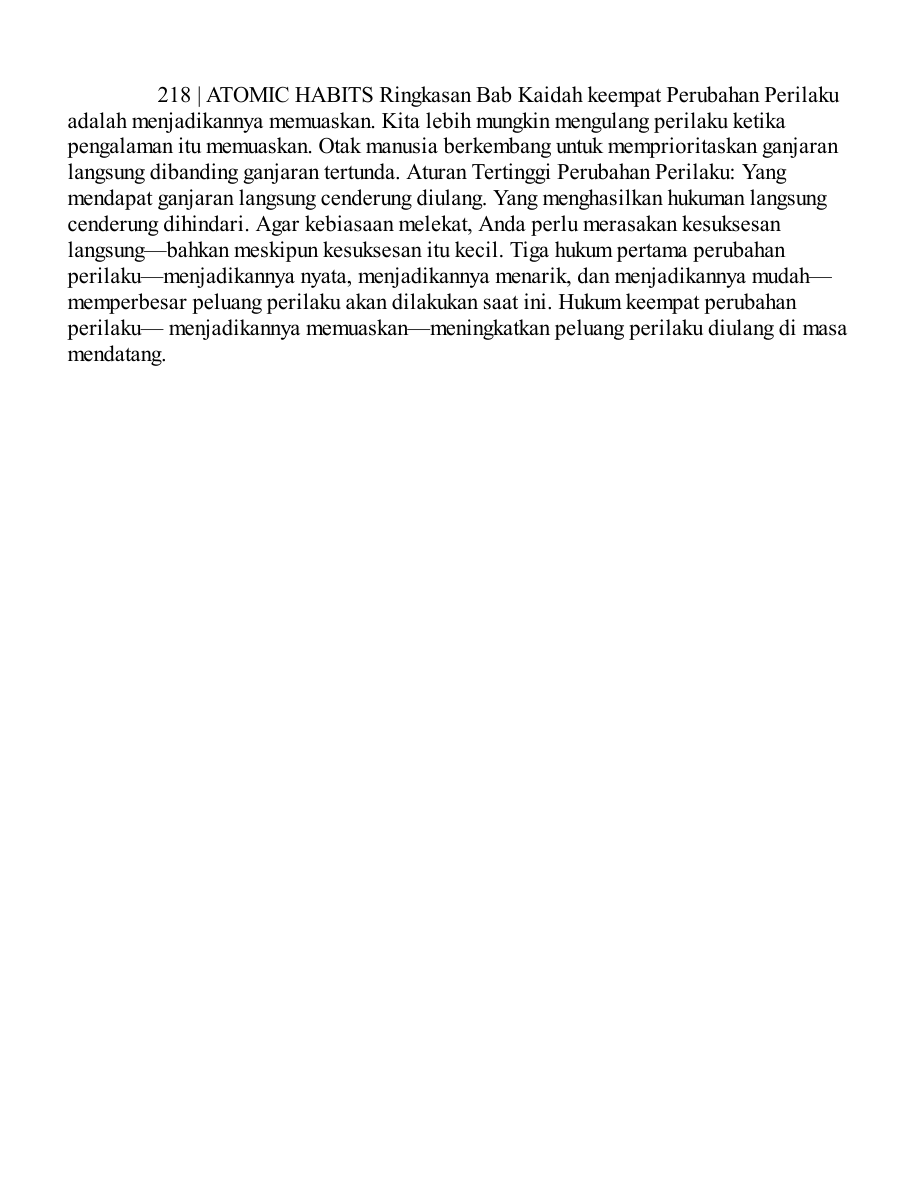 218 | ATOMIC HABITS Ringkasan Bab Kaidah keempat Perubahan Perilaku
adalah menjadikannya memuaskan. Kita lebih mungkin mengulang perilaku ketika
pengalaman itu memuaskan. Otak manusia berkembang untuk memprioritaskan ganjaran
langsung dibanding ganjaran tertunda. Aturan Tertinggi Perubahan Perilaku: Yang
mendapat ganjaran langsung cenderung diulang. Yang menghasilkan hukuman langsung
cenderung dihindari. Agar kebiasaan melekat, Anda perlu merasakan kesuksesan
langsung—bahkan meskipun kesuksesan itu kecil. Tiga hukum pertama perubahan
perilaku—menjadikannya nyata, menjadikannya menarik, dan menjadikannya mudah—
memperbesar peluang perilaku akan dilakukan saat ini. Hukum keempat perubahan
perilaku— menjadikannya memuaskan—meningkatkan peluang perilaku diulang di masa
mendatang.